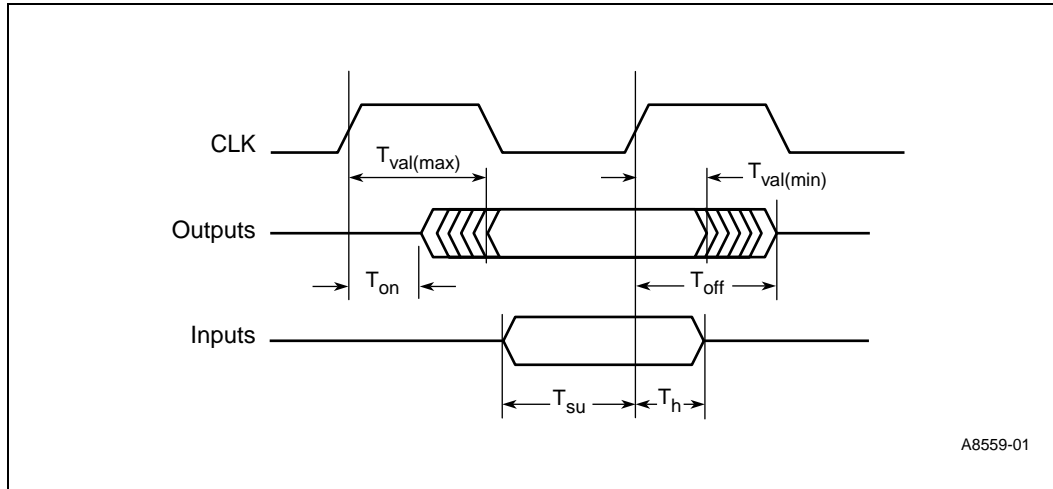 CLK
Tval(max)
Tval(min)
Outputs
Ton
Toff
Inputs
Tsu
Th
A8559-01